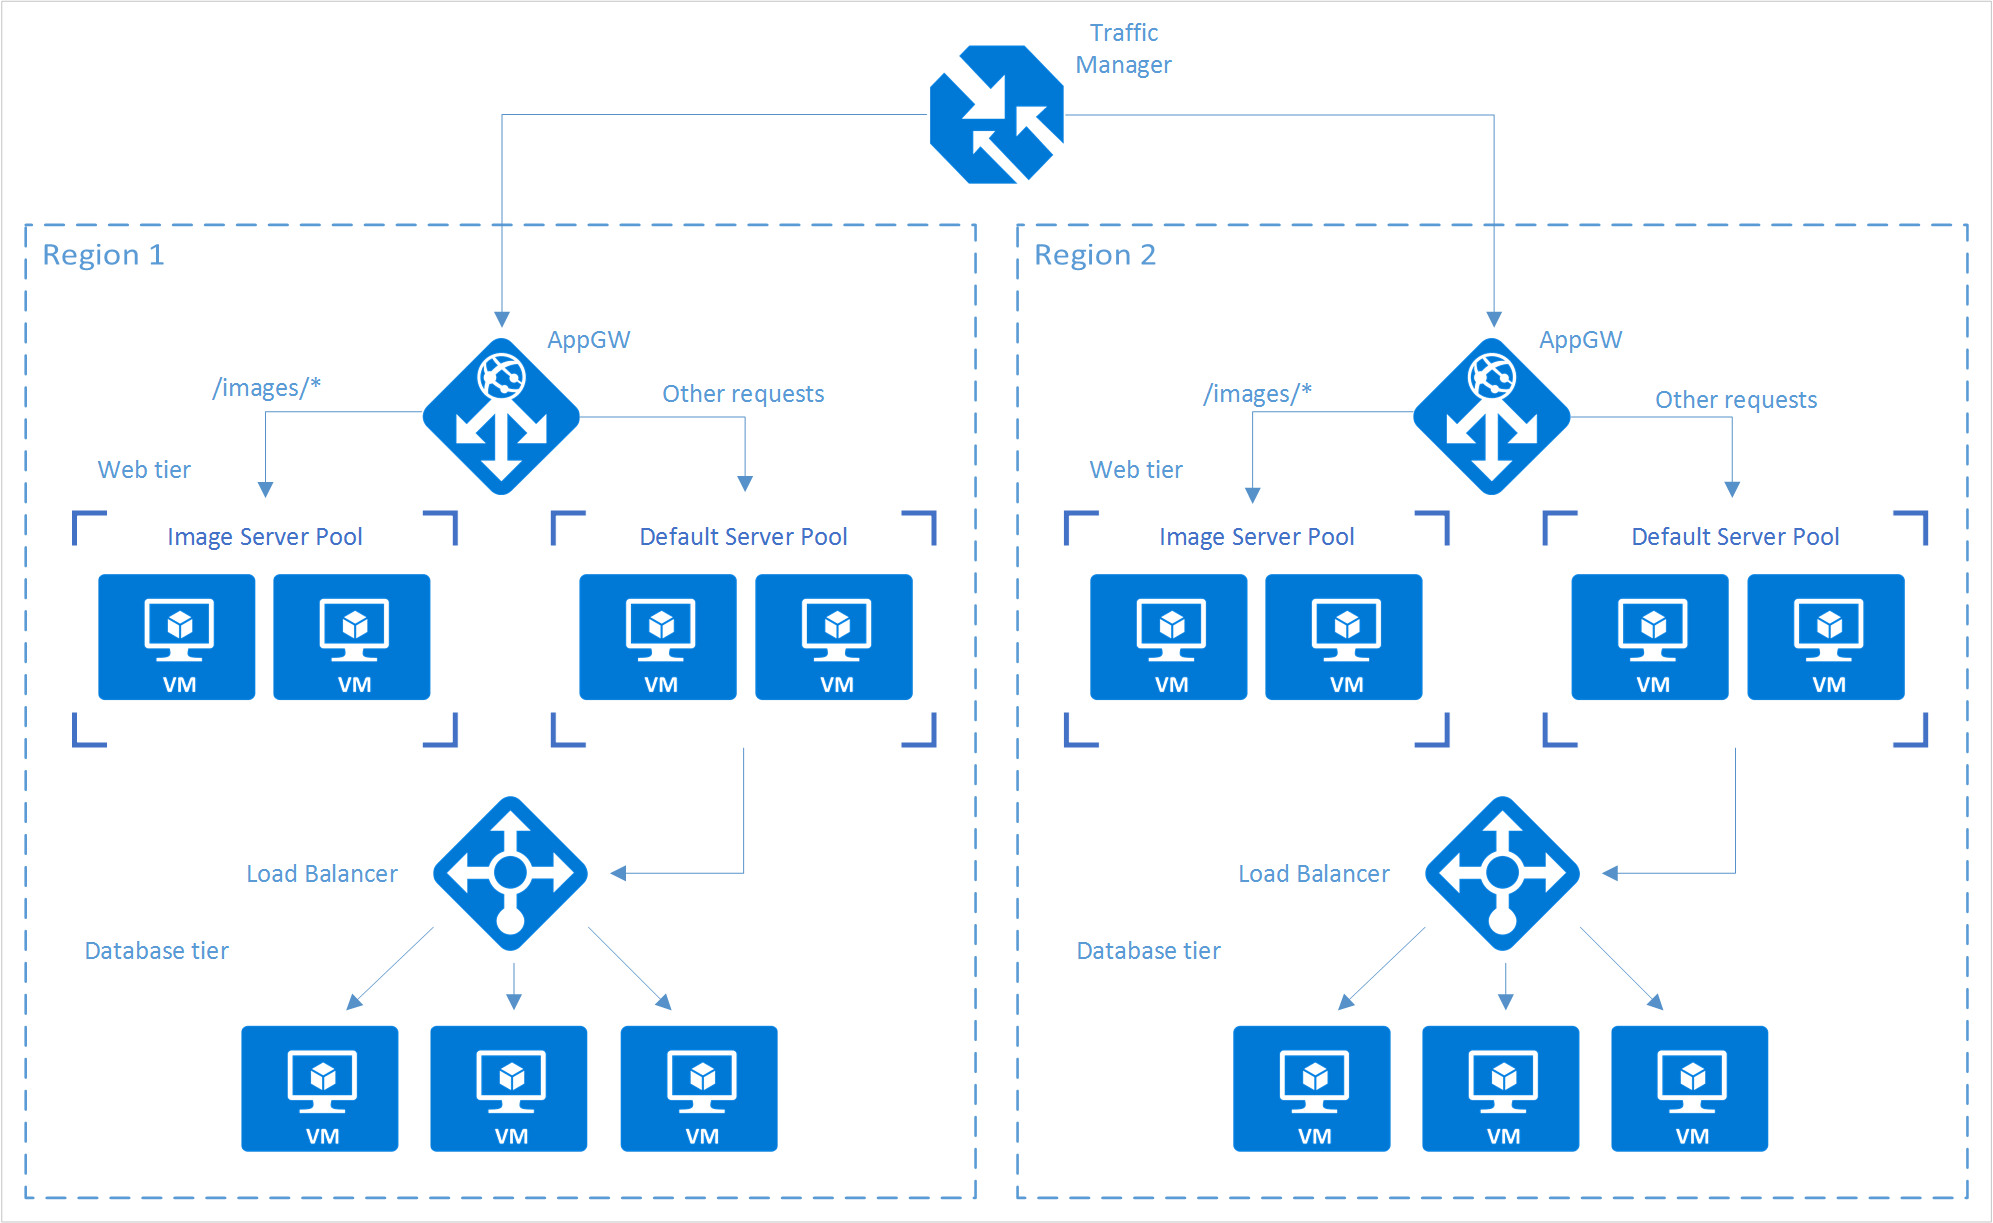 Traffic
Manager
Region 1
AppGW
/images/*
Other requests
Web tier
Image Server Pool
Default Server Pool
VM
VM
VM
VM
Load Balancer
Database tier
VM
VM
VM
Region 2
AppGW
/images/*
Other requests
Web tier
Image Server Pool
Default Server Pool
VM
VM
VM
VM
Load Balancer
Database tier
VM
VM
VM